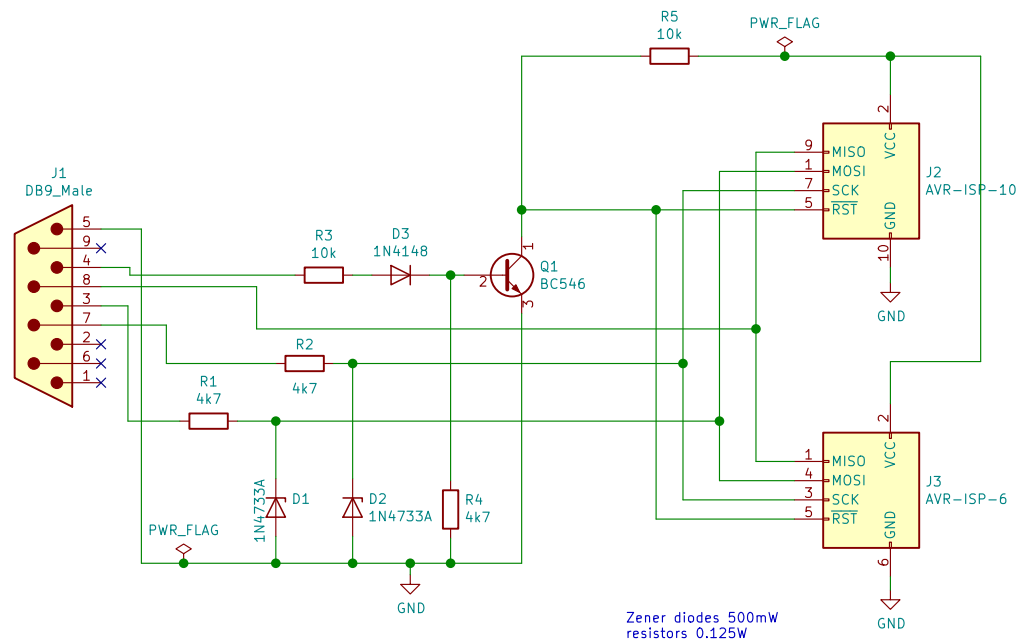 R5
10k
PWR_FLAG
J1
DB9_Male
5
9
4
8
3
7
2
6
1
R3
10k
D3
1N4148
1
2
3
Q1
BC546
R2
4k7
R1
4k7
1N4733A
D1
D2
1N4733A
R4
4k7
PWR_FLAG
GND
2
VCC
9 MISO
1 MOSI
7 SCK
5 RST
GND
10
J2
AVR-ISP-10
GND
2
VCC
1 MISO
4 MOSI
3 SCK
5 RST
GND
6
J3
AVR-ISP-6
GND
Zener diodes 500mW
resistors 0.125W